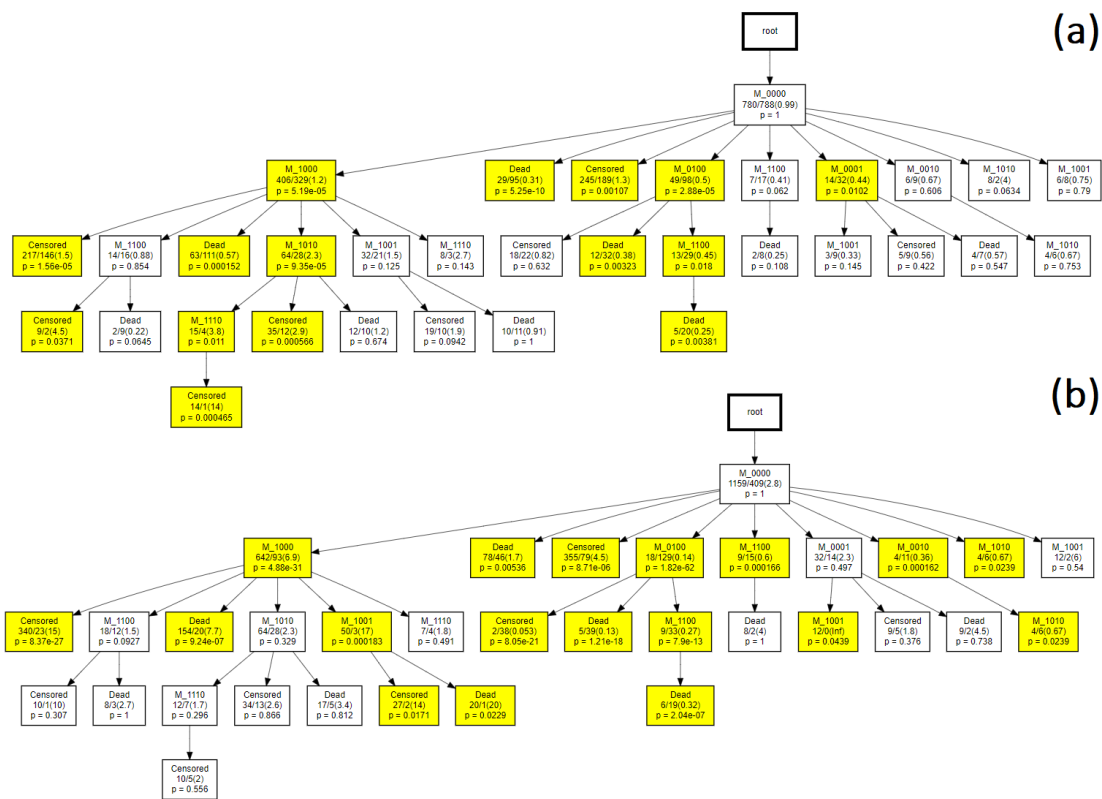 (a)
root
M_0000
780/788(0.99)
p = 1
M_1000
406/329(1.2)
p = 5.19e-05
Dead
29/95(0.31)
p = 5.25e-10
Censored
245/189(1.3)
p = 0.00107
M_0100
49/98(0.5)
p = 2.88e-05
M_1100
7/17(0.41)
p = 0.062
M_0001
14/32(0.44)
p = 0.0102
M_0010
6/9(0.67)
p = 0.606
M_1010
8/2(4)
p = 0.0634
M_1001
6/8(0.75)
p = 0.79
Censored
217/146(1.5)
p = 1.56e-05
M_1100
14/16(0.88)
p = 0.854
Dead
63/111(0.57)
p = 0.000152
M_1010
64/28(2.3)
p = 9.35e-05
M_1001
32/21(1.5)
p = 0.125
M_1110
8/3(2.7)
p = 0.143
Censored
18/22(0.82)
p = 0.632
Dead
12/32(0.38)
p = 0.00323
M_1100
13/29(0.45)
p = 0.018
Dead
2/8(0.25)
p = 0.108
M_1001
3/9(0.33)
p = 0.145
Censored
5/9(0.56)
p = 0.422
Dead
4/7(0.57)
p = 0.547
M_1010
4/6(0.67)
p = 0.753
Censored
9/2(4.5)
p = 0.0371
Dead
2/9(0.22)
p = 0.0645
M_1110
15/4(3.8)
p = 0.011
Censored
35/12(2.9)
p = 0.000566
Dead
12/10(1.2)
p = 0.674
Censored
19/10(1.9)
p = 0.0942
Dead
10/11(0.91)
p = 1
Dead
5/20(0.25)
p = 0.00381
Censored
14/1(14)
p = 0.000465
(b)
root
M_0000
1159/409(2.8)
p = 1
M_1000
642/93(6.9)
p = 4.88e-31
Dead
78/46(1.7)
p = 0.00536
Censored
355/79(4.5)
p = 8.71e-06
M_0100
18/129(0.14)
p = 1.82e-62
M_1100
9/15(0.6)
p = 0.000166
M_0001
32/14(2.3)
p = 0.497
M_0010
4/11(0.36)
p = 0.000162
M_1010
4/6(0.67)
p = 0.0239
M_1001
12/2(6)
p = 0.54
Censored
340/23(15)
p = 8.37e-27
M_1100
18/12(1.5)
p = 0.0927
Dead
154/20(7.7)
p = 9.24e-07
M_1010
64/28(2.3)
p = 0.329
M_1001
50/3(17)
p = 0.000183
M_1110
7/4(1.8)
p = 0.491
Censored
2/38(0.053)
p = 8.05e-21
Dead
5/39(0.13)
p = 1.21e-18
M_1100
9/33(0.27)
p = 7.9e-13
Dead
8/2(4)
p = 1
M_1001
12/0(Inf)
p = 0.0439
Censored
9/5(1.8)
p = 0.376
Dead
9/2(4.5)
p = 0.738
M_1010
4/6(0.67)
p = 0.0239
Censored
10/1(10)
p = 0.307
Dead
8/3(2.7)
p = 1
M_1110
12/7(1.7)
p = 0.296
Censored
34/13(2.6)
p = 0.866
Dead
17/5(3.4)
p = 0.812
Censored
27/2(14)
p = 0.0171
Dead
20/1(20)
p = 0.0229
Dead
6/19(0.32)
p = 2.04e-07
Censored
10/5(2)
p = 0.556